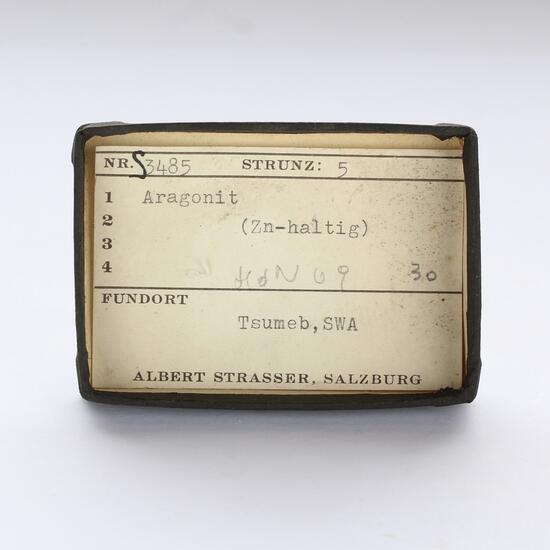 NR. S3485 STRUNZ: 5
1 Aragonit
2 (Zn-haltig)
3
4 30
FUNDORT
Tsumeb, SWA
ALBERT STRASSER, SALZBURG